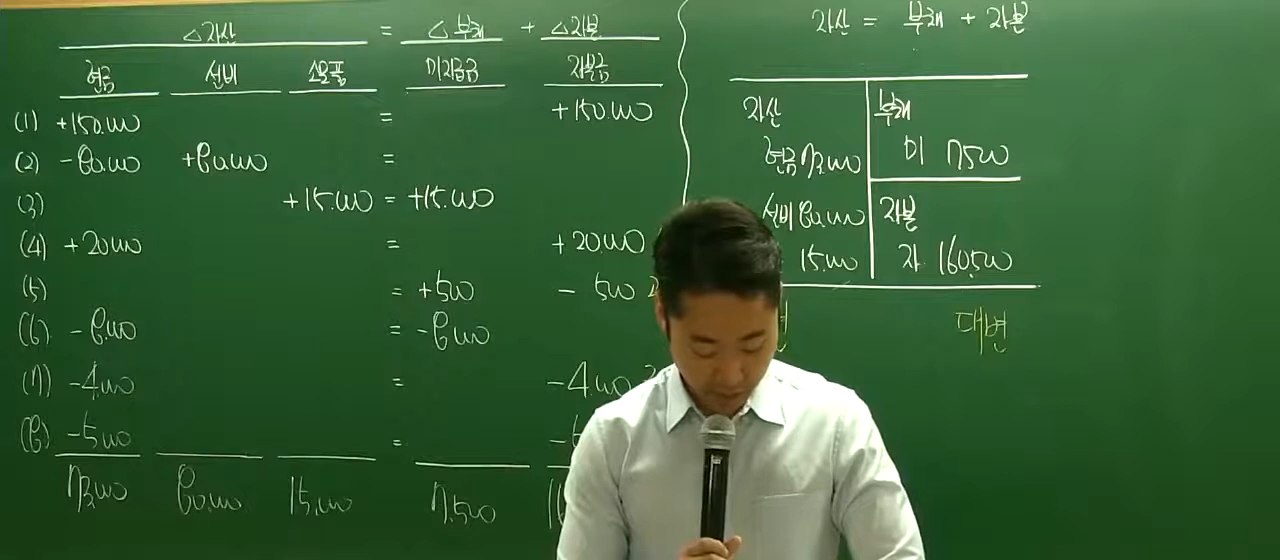 △자산 = △부채 + △자본
현금 설비 소모품 미지급금 자본금
(1) +150,000 = +150,000
(2) -80,000 +80,000 =
(3) +15,000 = +15,000
(4) +20,000 = +20,000
(5) = +500 - 500
(6) -8,000 = -8,000
(7) -4,000 = -4,000
(8) -5,000 = -5
73,000 80,000 15,000 7,500
자산 = 부채 + 자본
자산 부채
현금 73,000 미 7,500
설비 80,000 자본
15,000 자 160,500
대변